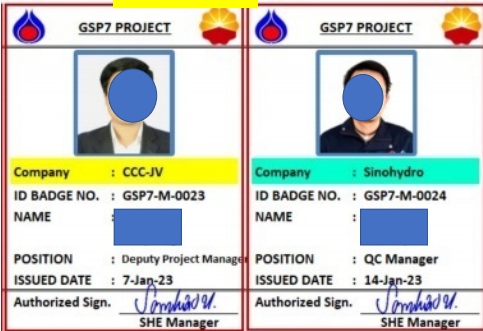 GSP7 PROJECT
Company : CCC-JV
ID BADGE NO. : GSP7-M-0023
NAME :
POSITION : Deputy Project Manage
ISSUED DATE : 7-Jan-23
Authorized Sign.
SHE Manager
GSP7 PROJECT
Company : Sinohydro
ID BADGE NO. : GSP7-M-0024
NAME :
POSITION : QC Manager
ISSUED DATE : 14-Jan-23
Authorized Sign.
SHE Manager